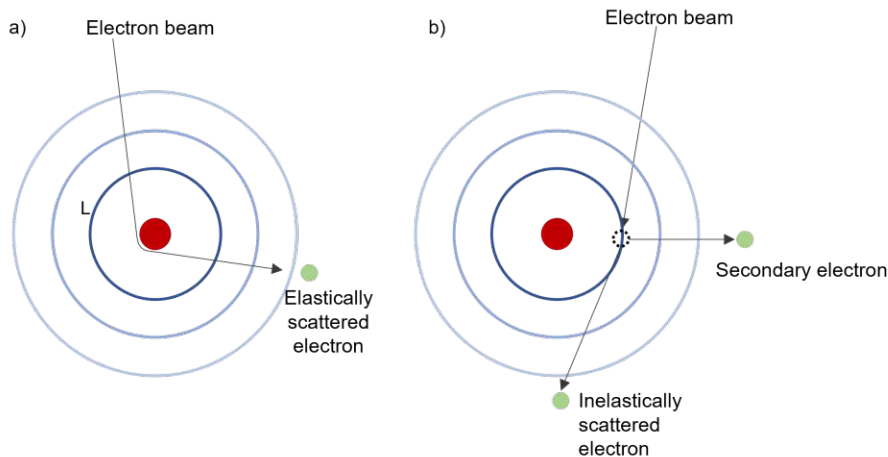 a)
Electron beam
L
Elastically
scattered
electron
b)
Electron beam
Secondary electron
Inelastically
scattered
electron